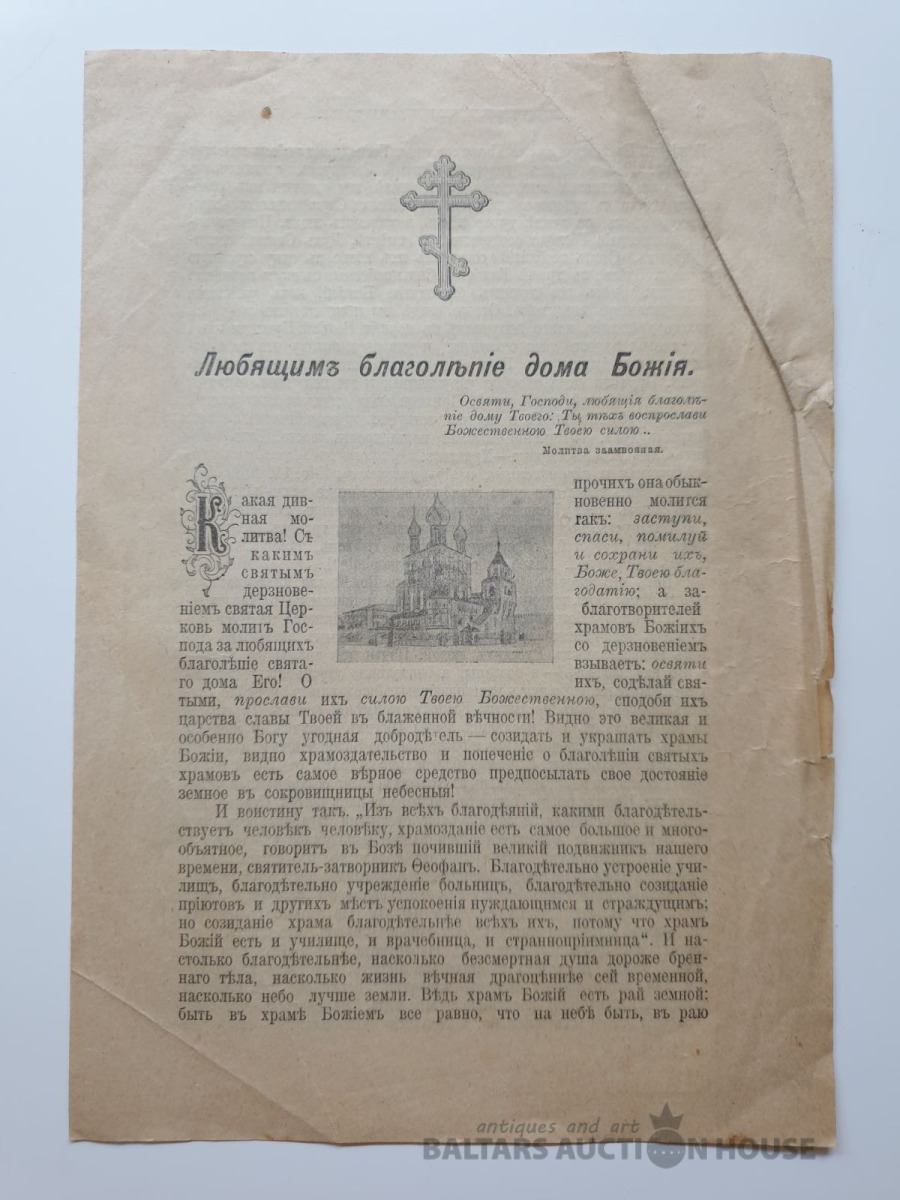 Любящимъ благолѣпіе дома Божія.
Освяти, Господи, любящія благолѣ-
піе дому Твоего: Ты тѣхъ воспрослави
Божественною Твоею силою..
Молитва заамвонная.
Какая див-
ная мо-
литва! Съ
какимъ
святымъ
дерзнове-
ніемъ святая Цер-
ковь молитъ Гос-
пода за любящихъ
благолѣпіе свята-
го дома Его! О
прочихъ она обык-
новенно молится
такъ: заступи,
спаси, помилуй
и сохрани ихъ,
Боже, Твоею бла-
годатію; а за-
благотворителей
храмовъ Божіихъ
со дерзновеніемъ
взываетъ: освяти
ихъ, содѣлай свя-
тыми, прослави ихъ силою Твоею Божественною, сподоби ихъ
царства славы Твоей въ блаженной вѣчности! Видно это великая и
особенно Богу угодная добродѣтель — созидать и украшать храмы
Божіи, видно храмоздательство и попеченіе о благолѣпіи святыхъ
храмовъ есть самое вѣрное средство предпосылать свое достояніе
земное въ сокровищницы небесныя!
И воистину такъ. „Изъ всѣхъ благодѣяній, какими благодѣтель-
ствуетъ человѣкъ человѣку, храмозданіе есть самое большое и много-
объятное, говоритъ въ Бозѣ почившій великій подвижникъ нашего
времени, святитель-затворникъ Ѳеофанъ. Благодѣтельно устроеніе учи-
лищъ, благодѣтельно учрежденіе больницъ, благодѣтельно созиданіе
пріютовъ и другихъ мѣстъ успокоенія нуждающимся и страждущимъ;
но созиданіе храма благодѣтельнѣе всѣхъ ихъ, потому что храмъ
Божій есть и училище, и врачебница, и страннопріимница“. И на-
столько благодѣтельнѣе, насколько безсмертная душа дороже брен-
наго тѣла, насколько жизнь вѣчная драгоцѣннѣе сей временной,
насколько небо лучше земли. Вѣдь храмъ Божій есть рай земной:
быть въ храмѣ Божіемъ все равно, что на небѣ быть, въ раю
antiques and art
BALTARS AUCTION HOUSE